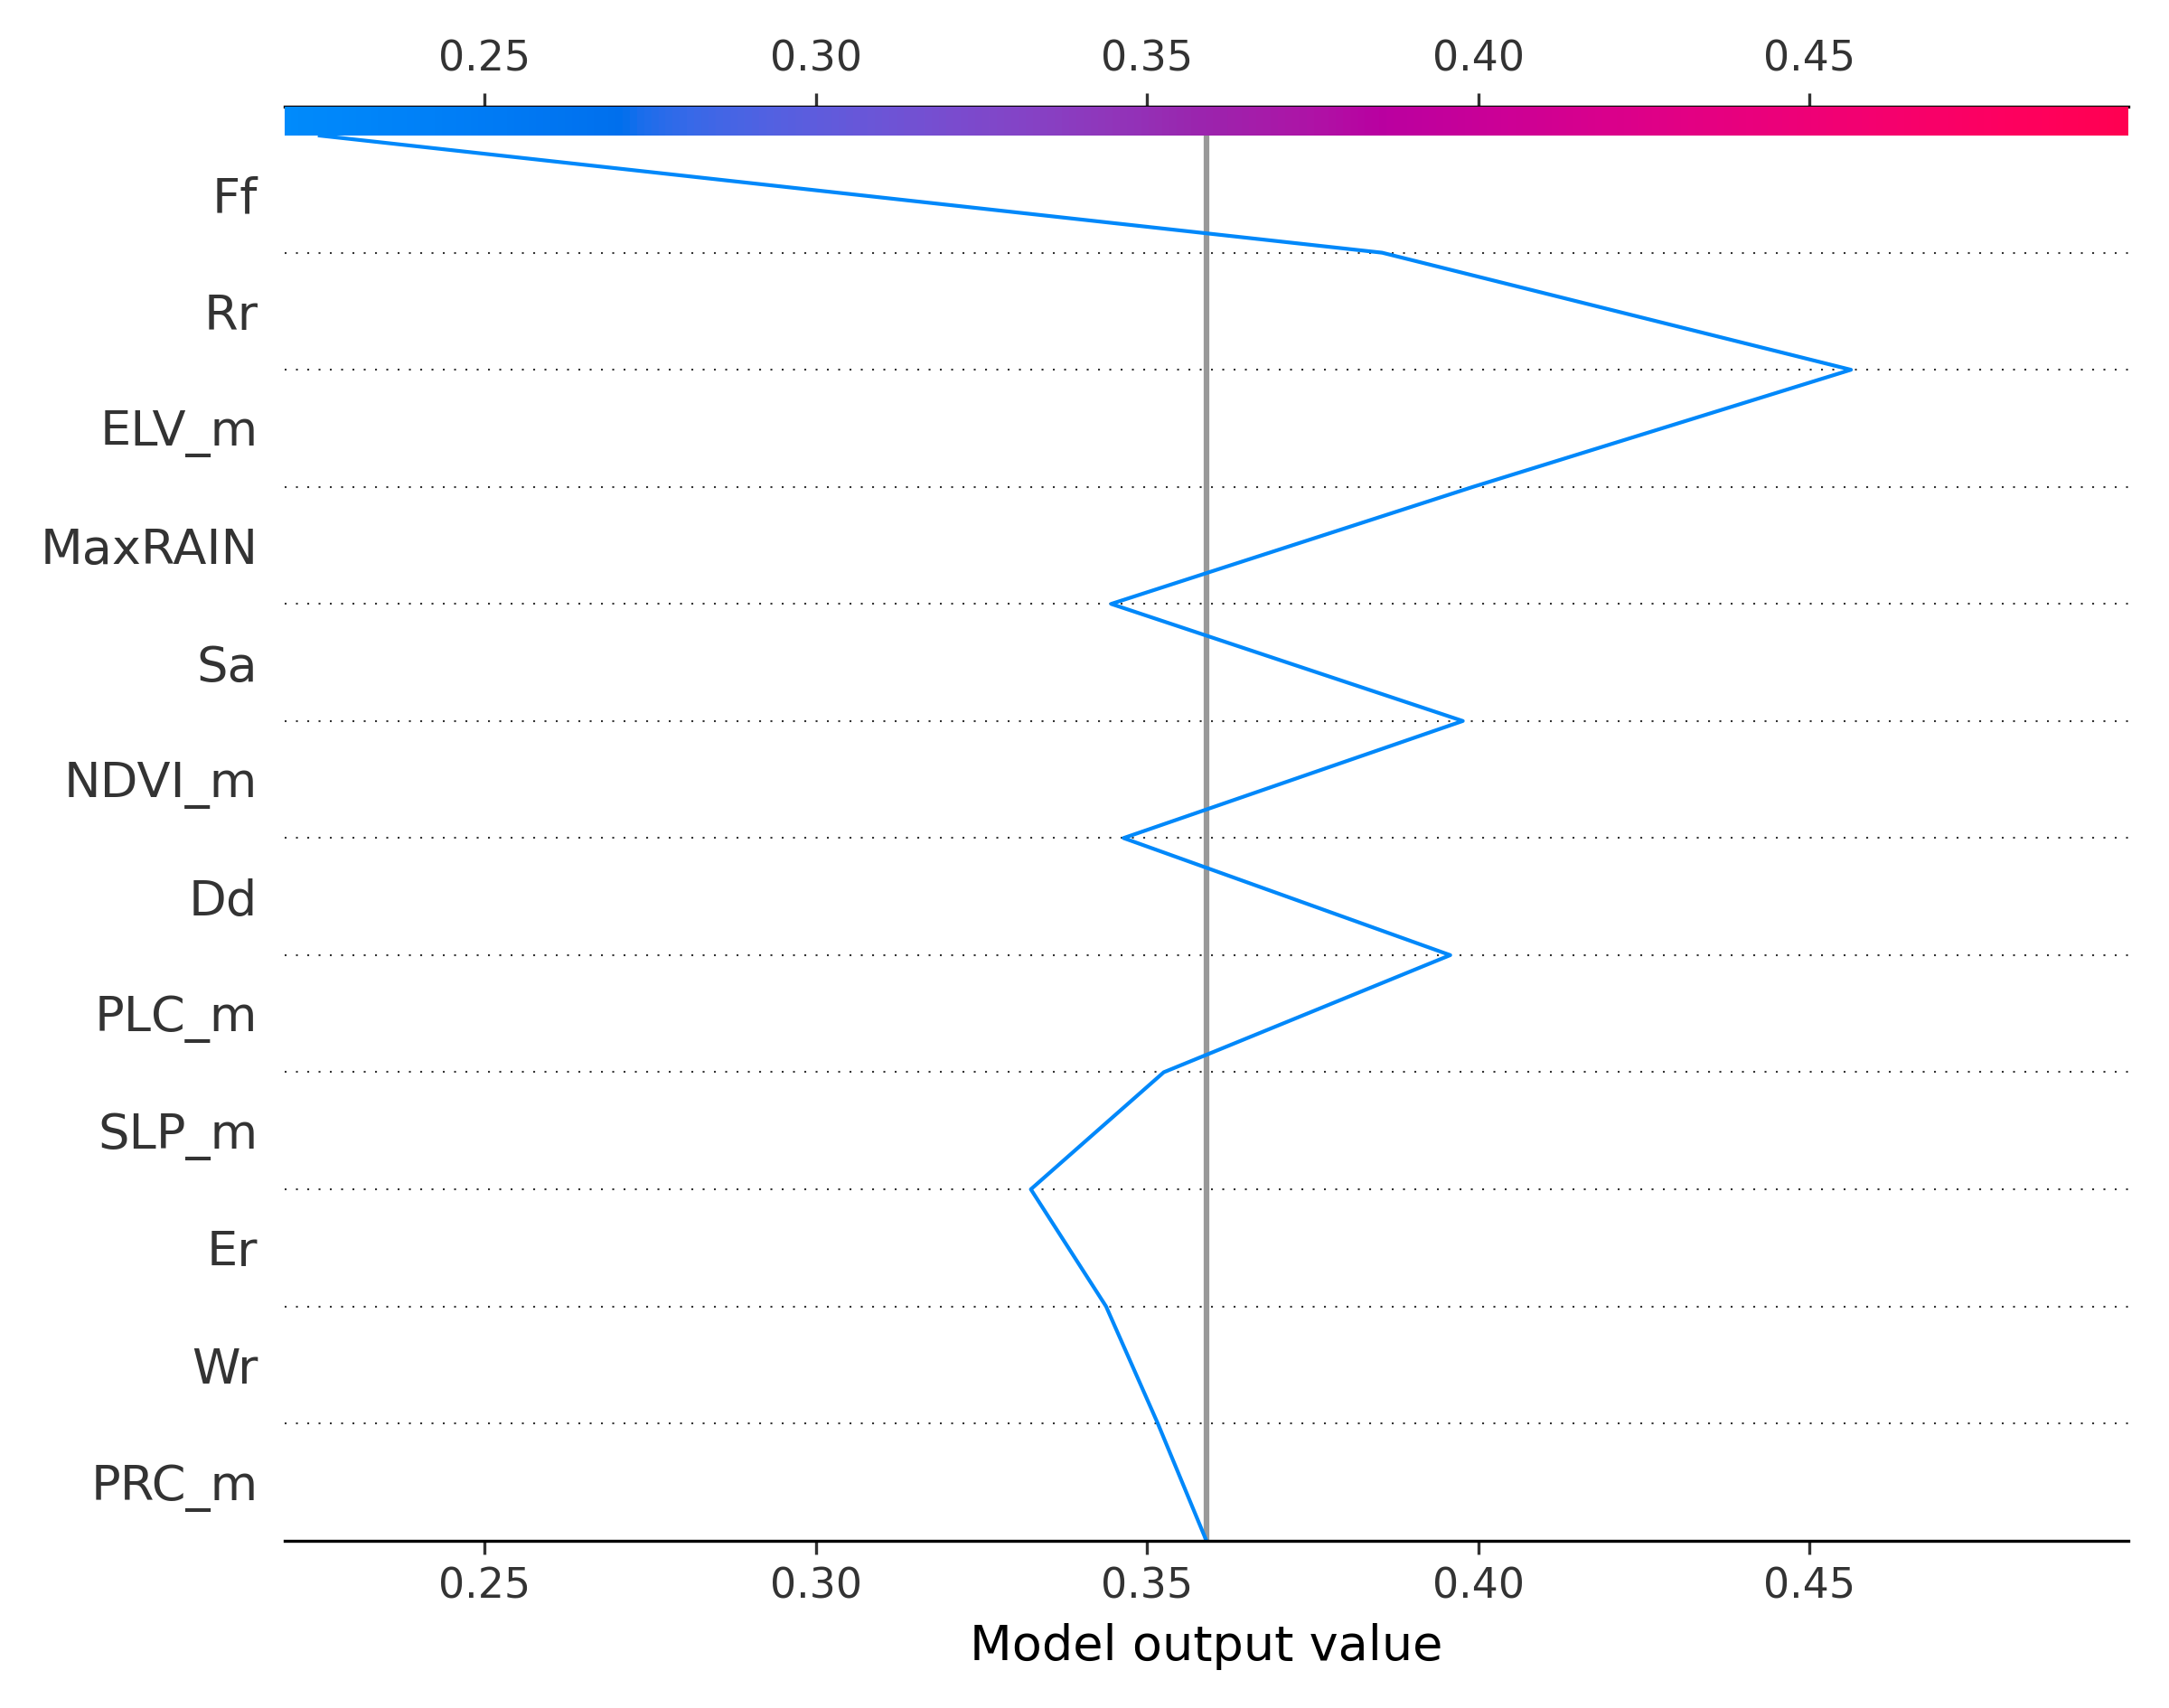 0.25 0.30 0.35 0.40 0.45
Ff
Rr
ELV_m
MaxRAIN
Sa
NDVI_m
Dd
PLC_m
SLP_m
Er
Wr
PRC_m
0.25 0.30 0.35 0.40 0.45
Model output value